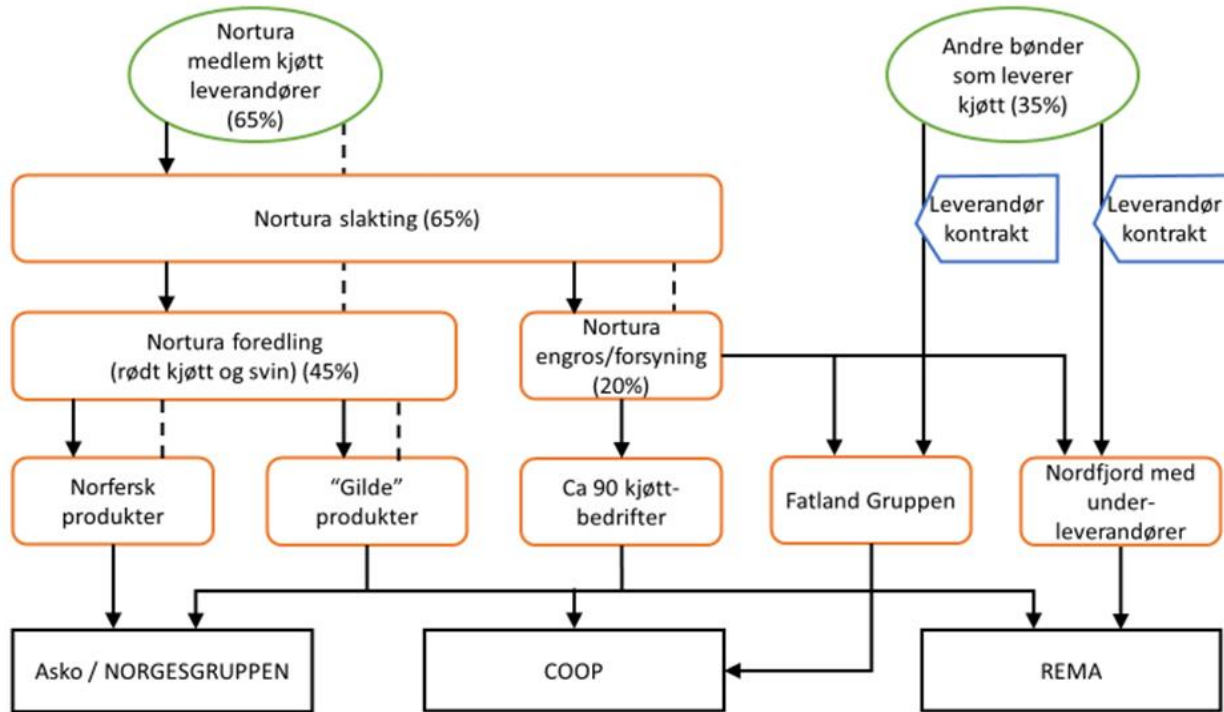 Nortura
medlem kjøtt
leverandører
(65%)
Andre bønder
som leverer
kjøtt (35%)
Nortura slakting (65%)
Leverandør
kontrakt
Leverandør
kontrakt
Nortura foredling
(rødt kjøtt og svin) (45%)
Nortura
engros/forsyning
(20%)
Norfersk
produkter
“Gilde”
produkter
Ca 90 kjøtt-
bedrifter
Fatland Gruppen
Nordfjord med
under-
leverandører
Asko / NORGESGRUPPEN
COOP
REMA